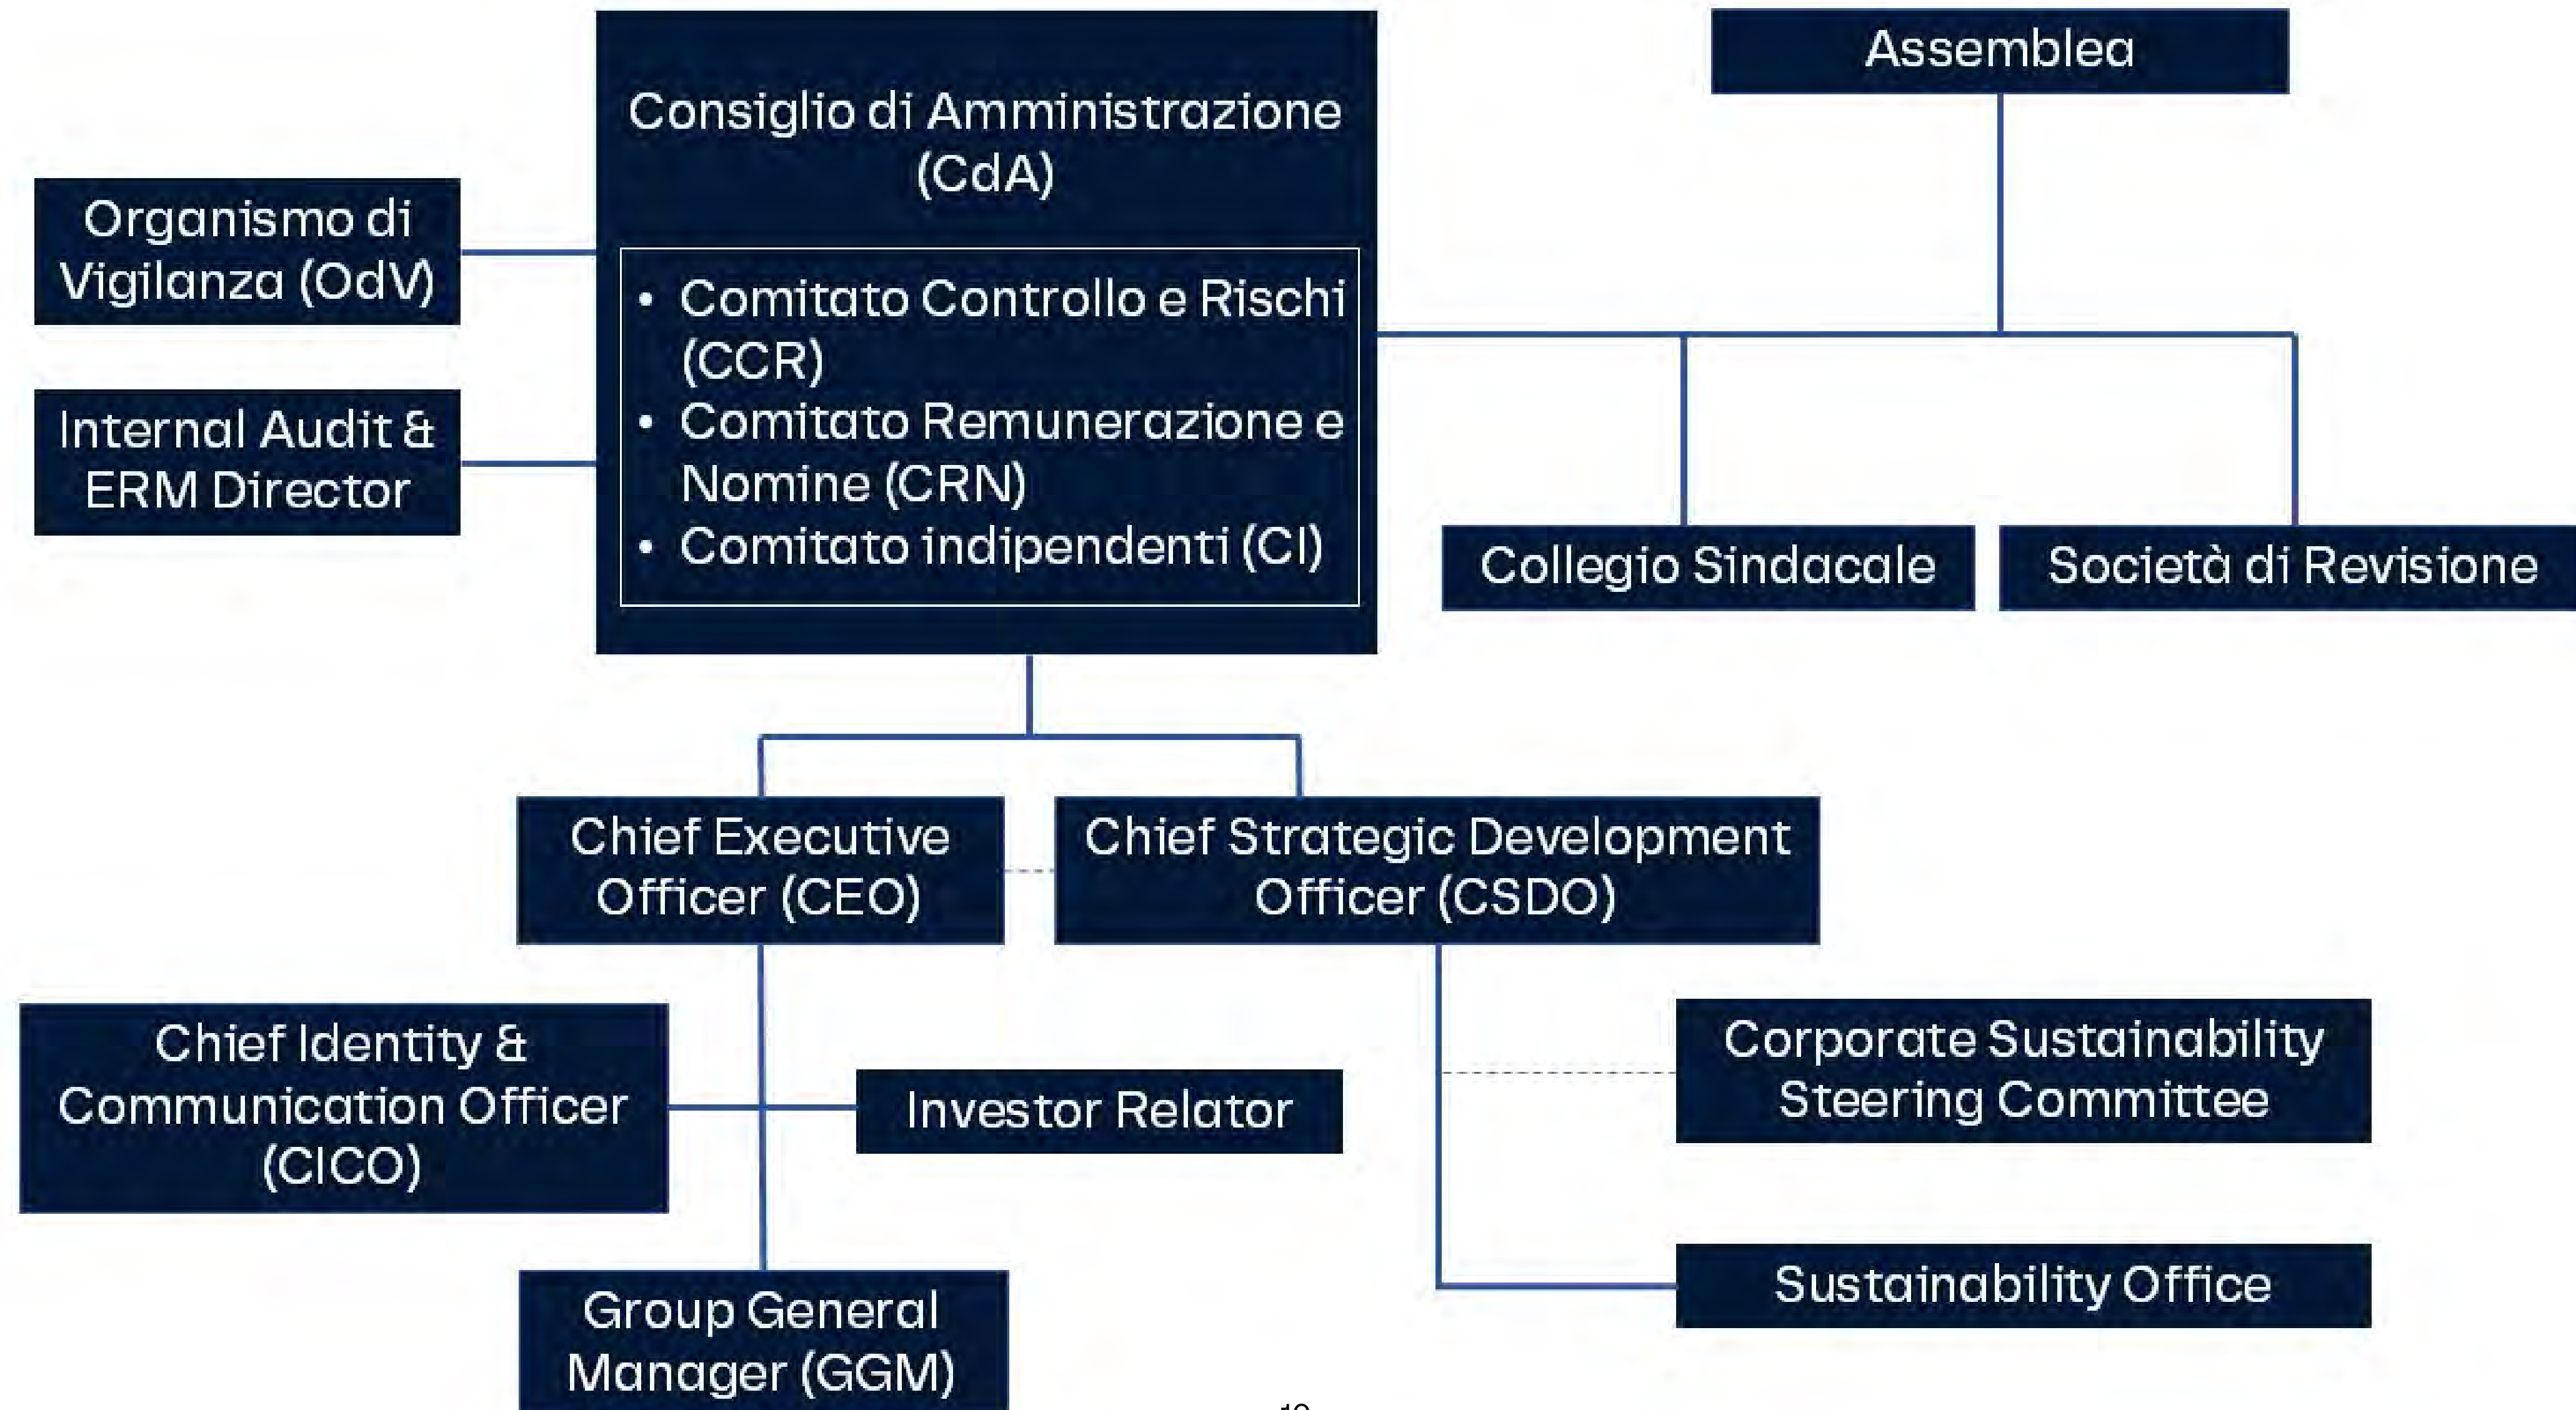 Assemblea
Consiglio di Amministrazione
(CdA)
Organismo di
Vigilanza (OdV)
• Comitato Controllo e Rischi
(CCR)
• Comitato Remunerazione e
Nomine (CRN)
• Comitato indipendenti (CI)
Internal Audit &
ERM Director
Collegio Sindacale
Società di Revisione
Chief Executive
Officer (CEO)
Chief Strategic Development
Officer (CSDO)
Chief Identity &
Communication Officer
(CICO)
Investor Relator
Corporate Sustainability
Steering Committee
Sustainability Office
Group General
Manager (GGM)